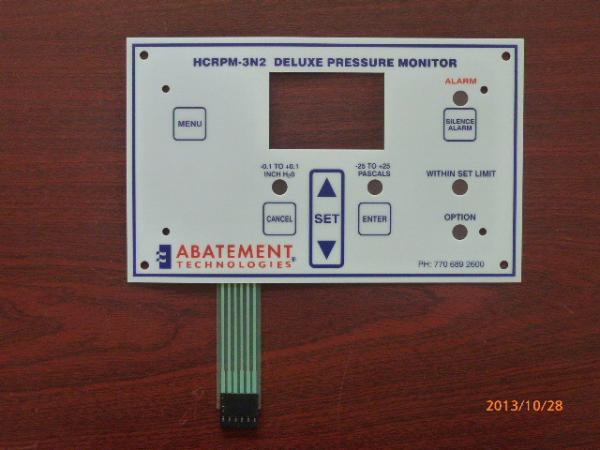 HCRPM-3N2 DELUXE PRESSURE MONITOR
ALARM
MENU
SILENCE
ALARM
-0.1 TO +0.1
INCH H₂0
-25 TO +25
PASCALS
WITHIN SET LIMIT
CANCEL
SET
ENTER
OPTION
ABATEMENT
TECHNOLOGIES®
PH: 770 689 2600
2013/10/28